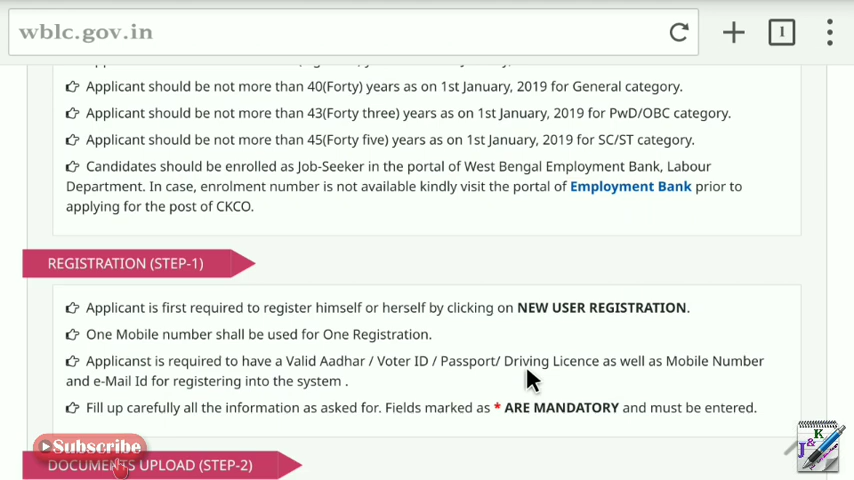 wblc.gov.in
1
Applicant should be not more than 40(Forty) years as on 1st January, 2019 for General category.
Applicant should be not more than 43(Forty three) years as on 1st January, 2019 for PwD/OBC category.
Applicant should be not more than 45(Forty five) years as on 1st January, 2019 for SC/ST category.
Candidates should be enrolled as Job-Seeker in the portal of West Bengal Employment Bank, Labour
Department. In case, enrolment number is not available kindly visit the portal of Employment Bank prior to
applying for the post of CKCO.
REGISTRATION (STEP-1)
Applicant is first required to register himself or herself by clicking on NEW USER REGISTRATION.
One Mobile number shall be used for One Registration.
Applicanst is required to have a Valid Aadhar / Voter ID / Passport/ Driving Licence as well as Mobile Number
and e-Mail Id for registering into the system .
Fill up carefully all the information as asked for. Fields marked as * ARE MANDATORY and must be entered.
Subscribe
DOCUMENTS UPLOAD (STEP-2)
J&K